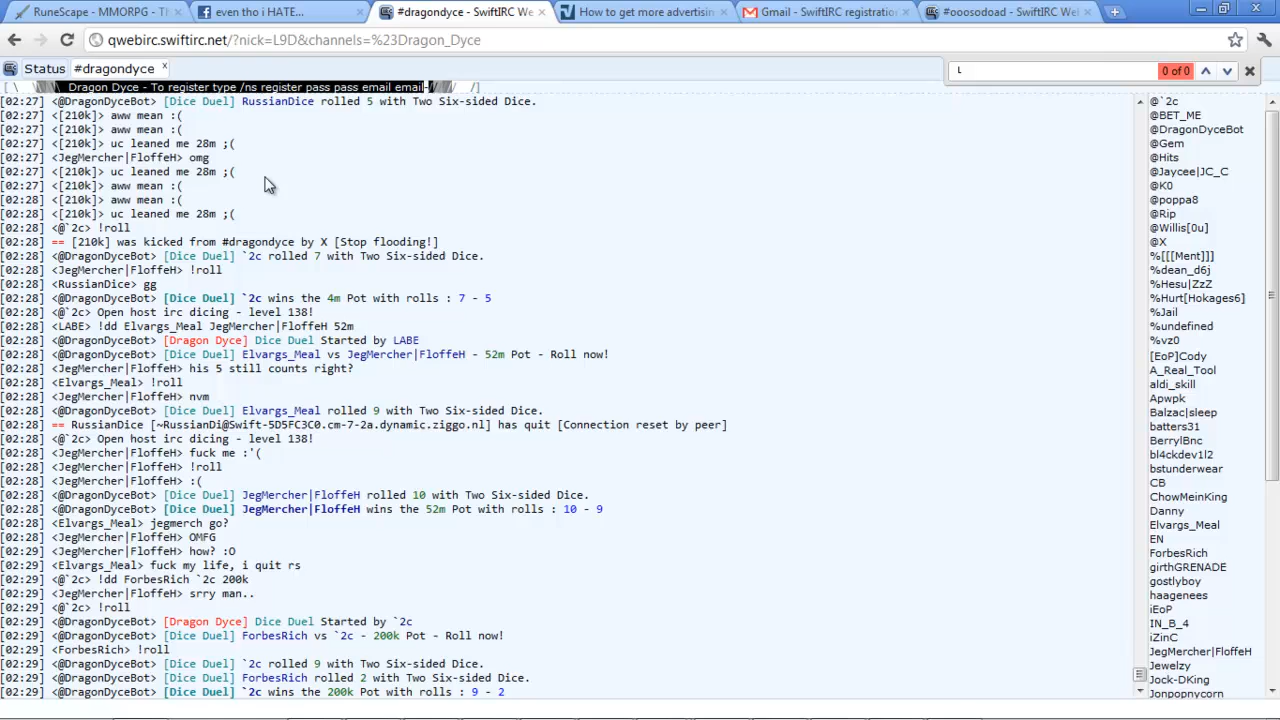 RuneScape - MMORPG - Th
even tho i HATE...
#dragondyce - SwiftIRC We
How to get more advertisin
Gmail - SwiftIRC registratio
#ooosodoad - SwiftIRC We
qwebirc.swiftirc.net/?nick=L9D&channels=%23Dragon_Dyce
Status #dragondyce x
0 of 0
Dragon Dyce - To register type /ns register pass pass email email
[02:27] <@DragonDyceBot> [Dice Duel] RussianDice rolled 5 with Two Six-sided Dice.
[02:27] <[210k]> aww mean :(
[02:27] <[210k]> aww mean :(
[02:27] <[210k]> uc leaned me 28m ;(
[02:27] <JegMercher|FloffeH> omg
[02:27] <[210k]> uc leaned me 28m ;(
[02:27] <[210k]> aww mean :(
[02:28] <[210k]> aww mean :(
[02:28] <[210k]> uc leaned me 28m ;(
[02:28] <@`2c> !roll
[02:28] == [210k] was kicked from #dragondyce by X [Stop flooding!]
[02:28] <@DragonDyceBot> [Dice Duel] `2c rolled 7 with Two Six-sided Dice.
[02:28] <JegMercher|FloffeH> !roll
[02:28] <RussianDice> gg
[02:28] <@DragonDyceBot> [Dice Duel] `2c wins the 4m Pot with rolls : 7 - 5
[02:28] <@`2c> Open host irc dicing - level 138!
[02:28] <LABE> !dd Elvargs_Meal JegMercher|FloffeH 52m
[02:28] <@DragonDyceBot> [Dragon Dyce] Dice Duel Started by LABE
[02:28] <@DragonDyceBot> [Dice Duel] Elvargs_Meal vs JegMercher|FloffeH - 52m Pot - Roll now!
[02:28] <JegMercher|FloffeH> his 5 still counts right?
[02:28] <Elvargs_Meal> !roll
[02:28] <JegMercher|FloffeH> nvm
[02:28] <@DragonDyceBot> [Dice Duel] Elvargs_Meal rolled 9 with Two Six-sided Dice.
[02:28] == RussianDice [~RussianDi@Swift-5D5FC3C0.cm-7-2a.dynamic.ziggo.nl] has quit [Connection reset by peer]
[02:28] <@`2c> Open host irc dicing - level 138!
[02:28] <JegMercher|FloffeH> fuck me :'(
[02:28] <JegMercher|FloffeH> !roll
[02:28] <JegMercher|FloffeH> :(
[02:28] <@DragonDyceBot> [Dice Duel] JegMercher|FloffeH rolled 10 with Two Six-sided Dice.
[02:28] <@DragonDyceBot> [Dice Duel] JegMercher|FloffeH wins the 52m Pot with rolls : 10 - 9
[02:28] <Elvargs_Meal> jegmerch go?
[02:28] <JegMercher|FloffeH> OMFG
[02:29] <JegMercher|FloffeH> how? :O
[02:29] <Elvargs_Meal> fuck my life, i quit rs
[02:29] <@`2c> !dd ForbesRich `2c 200k
[02:29] <JegMercher|FloffeH> srry man..
[02:29] <@`2c> !roll
[02:29] <@DragonDyceBot> [Dragon Dyce] Dice Duel Started by `2c
[02:29] <@DragonDyceBot> [Dice Duel] ForbesRich vs `2c - 200k Pot - Roll now!
[02:29] <ForbesRich> !roll
[02:29] <@DragonDyceBot> [Dice Duel] `2c rolled 9 with Two Six-sided Dice.
[02:29] <@DragonDyceBot> [Dice Duel] ForbesRich rolled 2 with Two Six-sided Dice.
[02:29] <@DragonDyceBot> [Dice Duel] `2c wins the 200k Pot with rolls : 9 - 2
@`2c
@BET_ME
@DragonDyceBot
@Gem
@Hits
@Jaycee|JC_C
@K0
@poppa8
@Rip
@Willis[0u]
@X
%[[[Ment]]]
%dean_d6j
%Hesu|ZzZ
%Hurt[Hokages6]
%Jail
%undefined
%vz0
[EoP]Cody
A_Real_Tool
aldi_skill
Apwpk
Balzac|sleep
batters31
BerrylBnc
bl4ckdev1l2
bstunderwear
CB
ChowMeinKing
Danny
Elvargs_Meal
EN
ForbesRich
girthGRENADE
gostlyboy
haagenees
iEoP
IN_B_4
iZinC
JegMercher|FloffeH
Jewelzy
Jock-DKing
Jonpopnycorn